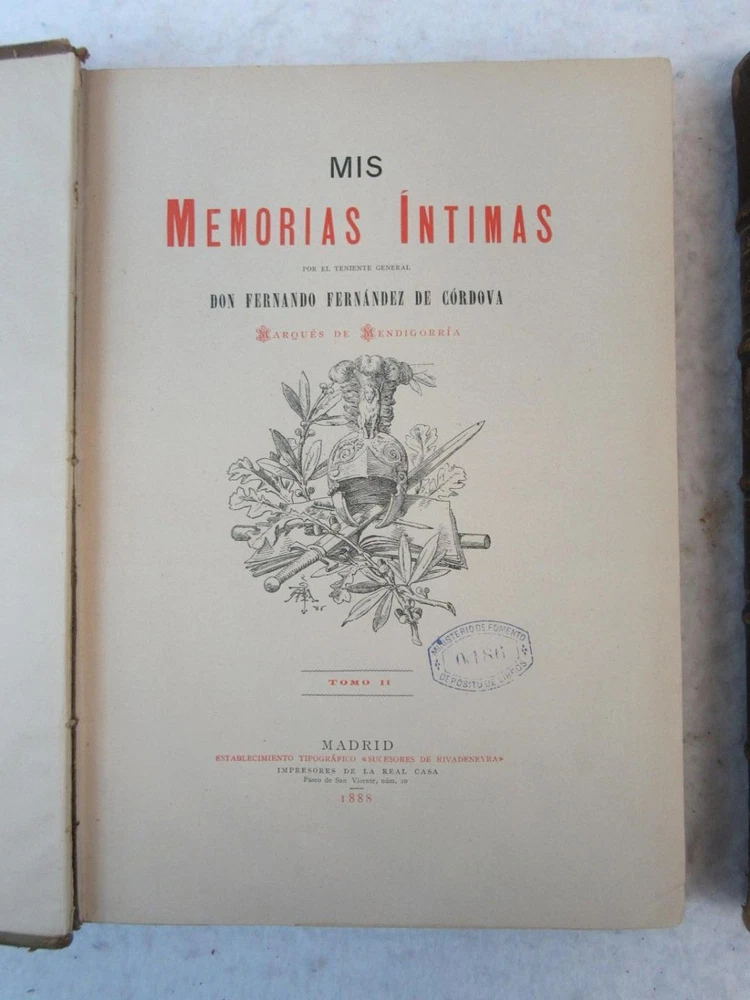 MIS
MEMORIAS ÍNTIMAS
POR EL TENIENTE GENERAL
DON FERNANDO FERNÁNDEZ DE CÓRDOVA
MARQUÉS DE MENDIGORRÍA
TOMO II
MINISTERIO DE FOMENTO
DEPÓSITO DE LIBROS
MADRID
ESTABLECIMIENTO TIPOGRÁFICO «SUCESORES DE RIVADENEYRA»
IMPRESORES DE LA REAL CASA
Paseo de San Vicente, núm. 20
1888